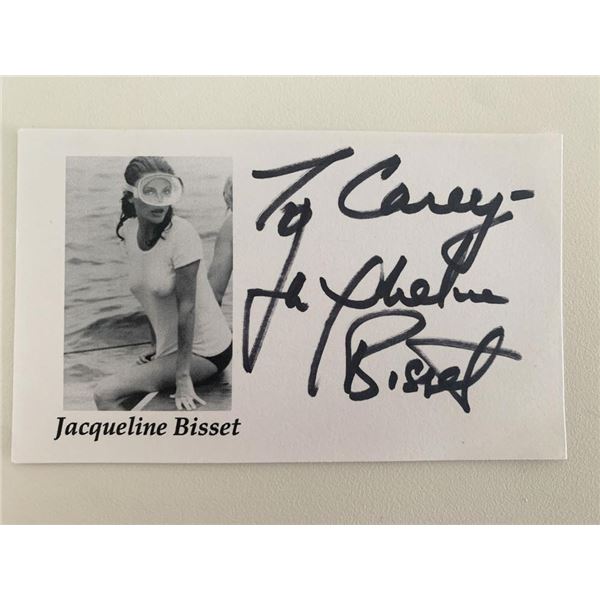 To Carey-
Jacqueline
Bisset
Jacqueline Bisset